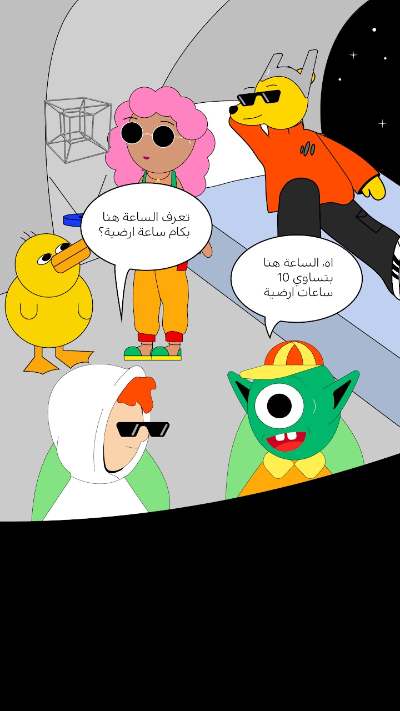 تعرف الساعة هنا
بكام ساعة ارضية؟
اه، الساعة هنا
بتساوي 10
ساعات ارضية